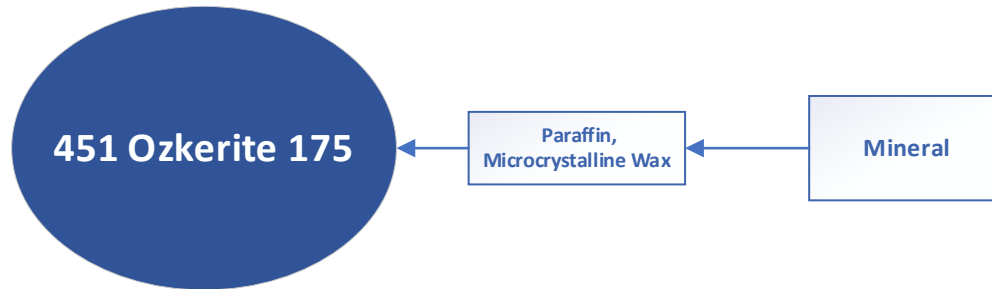 451 Ozkerite 175
Paraffin,
Microcrystalline Wax
Mineral